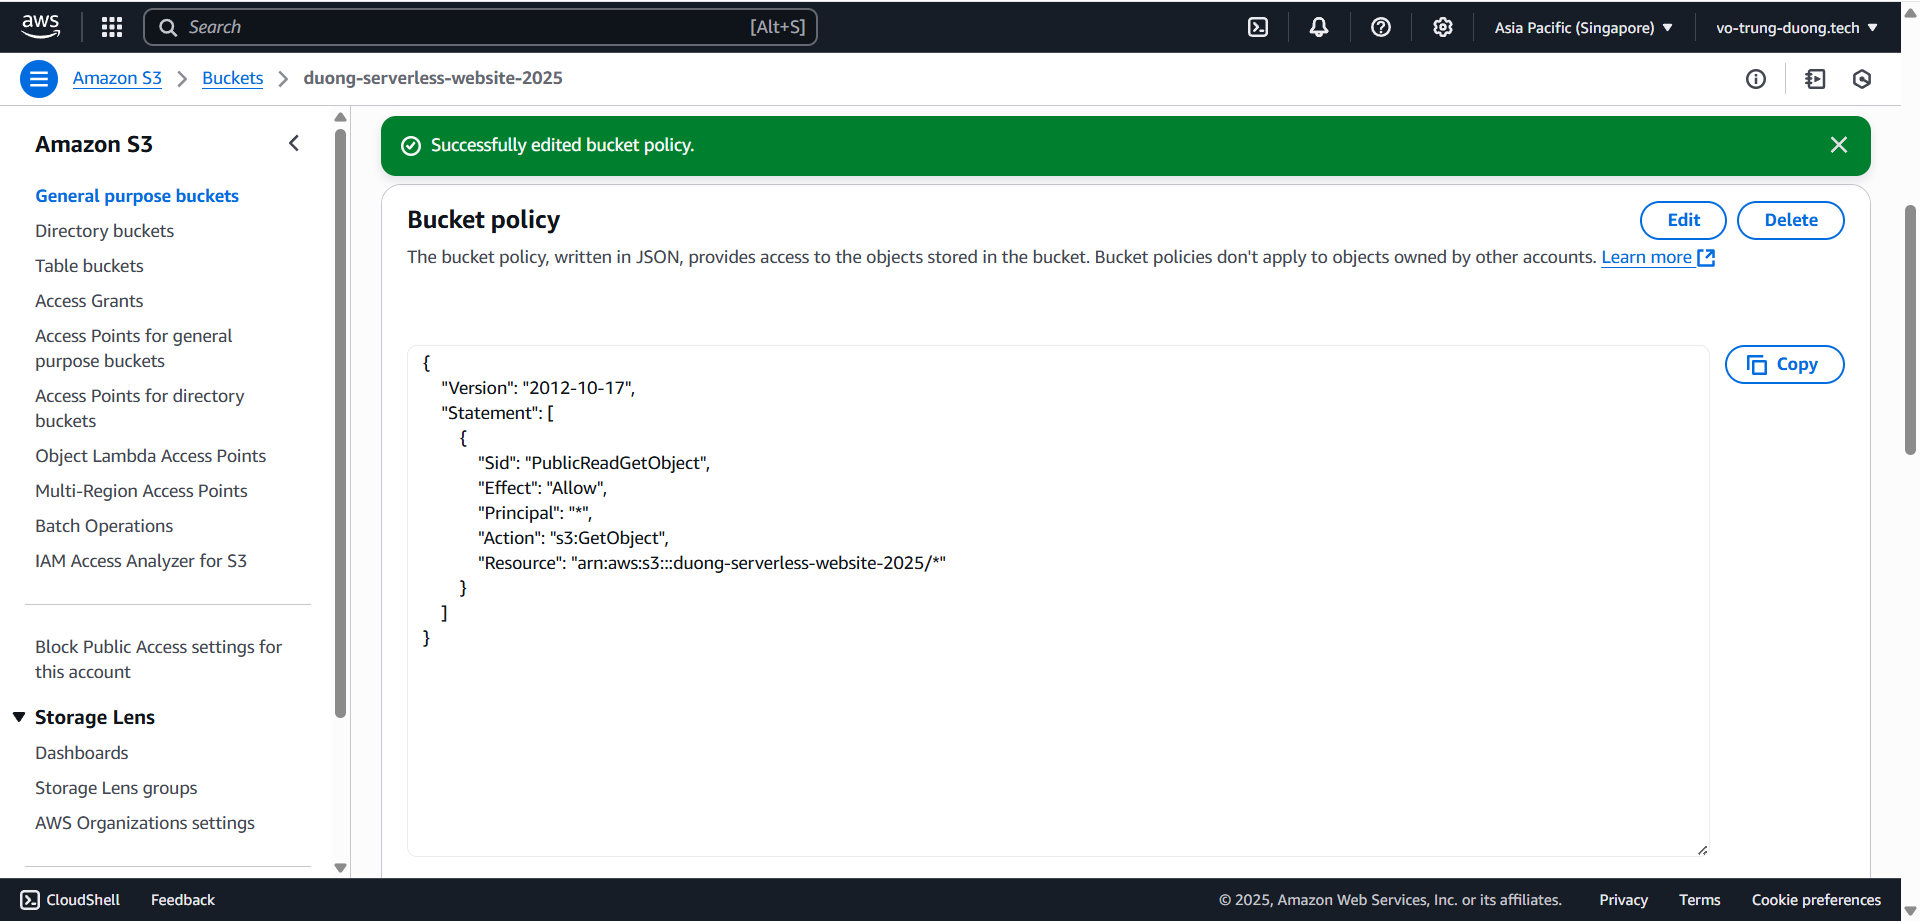 aws
Search [Alt+S]
Asia Pacific (Singapore)
vo-trung-duong.tech
Amazon S3
Buckets
duong-serverless-website-2025
Amazon S3
General purpose buckets
Directory buckets
Table buckets
Access Grants
Access Points for general
purpose buckets
Access Points for directory
buckets
Object Lambda Access Points
Multi-Region Access Points
Batch Operations
IAM Access Analyzer for S3
Block Public Access settings for
this account
Storage Lens
Dashboards
Storage Lens groups
AWS Organizations settings
Successfully edited bucket policy.
Bucket policy
Edit
Delete
The bucket policy, written in JSON, provides access to the objects stored in the bucket. Bucket policies don't apply to objects owned by other accounts. Learn more
Copy
{
"Version": "2012-10-17",
"Statement": [
{
"Sid": "PublicReadGetObject",
"Effect": "Allow",
"Principal": "*",
"Action": "s3:GetObject",
"Resource": "arn:aws:s3:::duong-serverless-website-2025/*"
}
]
}
CloudShell
Feedback
© 2025, Amazon Web Services, Inc. or its affiliates.
Privacy
Terms
Cookie preferences